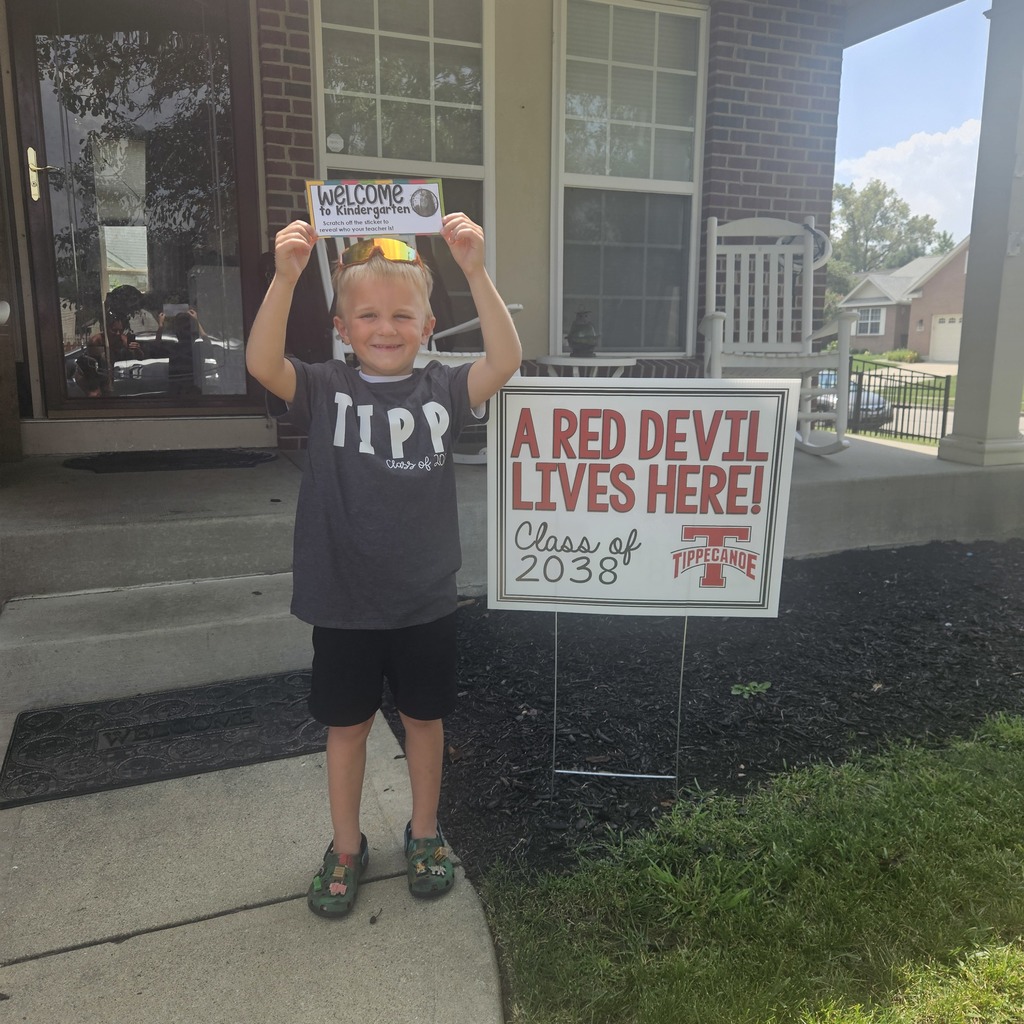 WELCOME
to Kindergarten
Scratch off the sticker to
reveal who your teacher is!
TIPP
class of 20
A RED DEVIL
LIVES HERE!
Class of
2038
T
TIPPECANOE
WELCOME